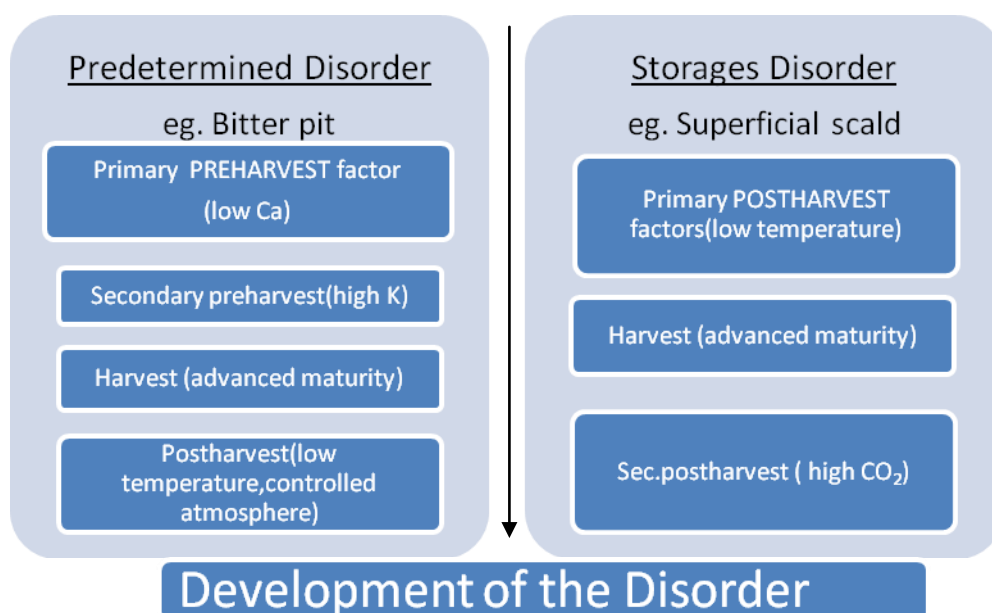 Predetermined Disorder
eg. Bitter pit
Primary PREHARVEST factor
(low Ca)
Secondary preharvest(high K)
Harvest (advanced maturity)
Postharvest(low
temperature,controlled
atmosphere)
Storages Disorder
eg. Superficial scald
Primary POSTHARVEST
factors(low temperature)
Harvest (advanced maturity)
Sec.postharvest ( high CO₂)
Development of the Disorder